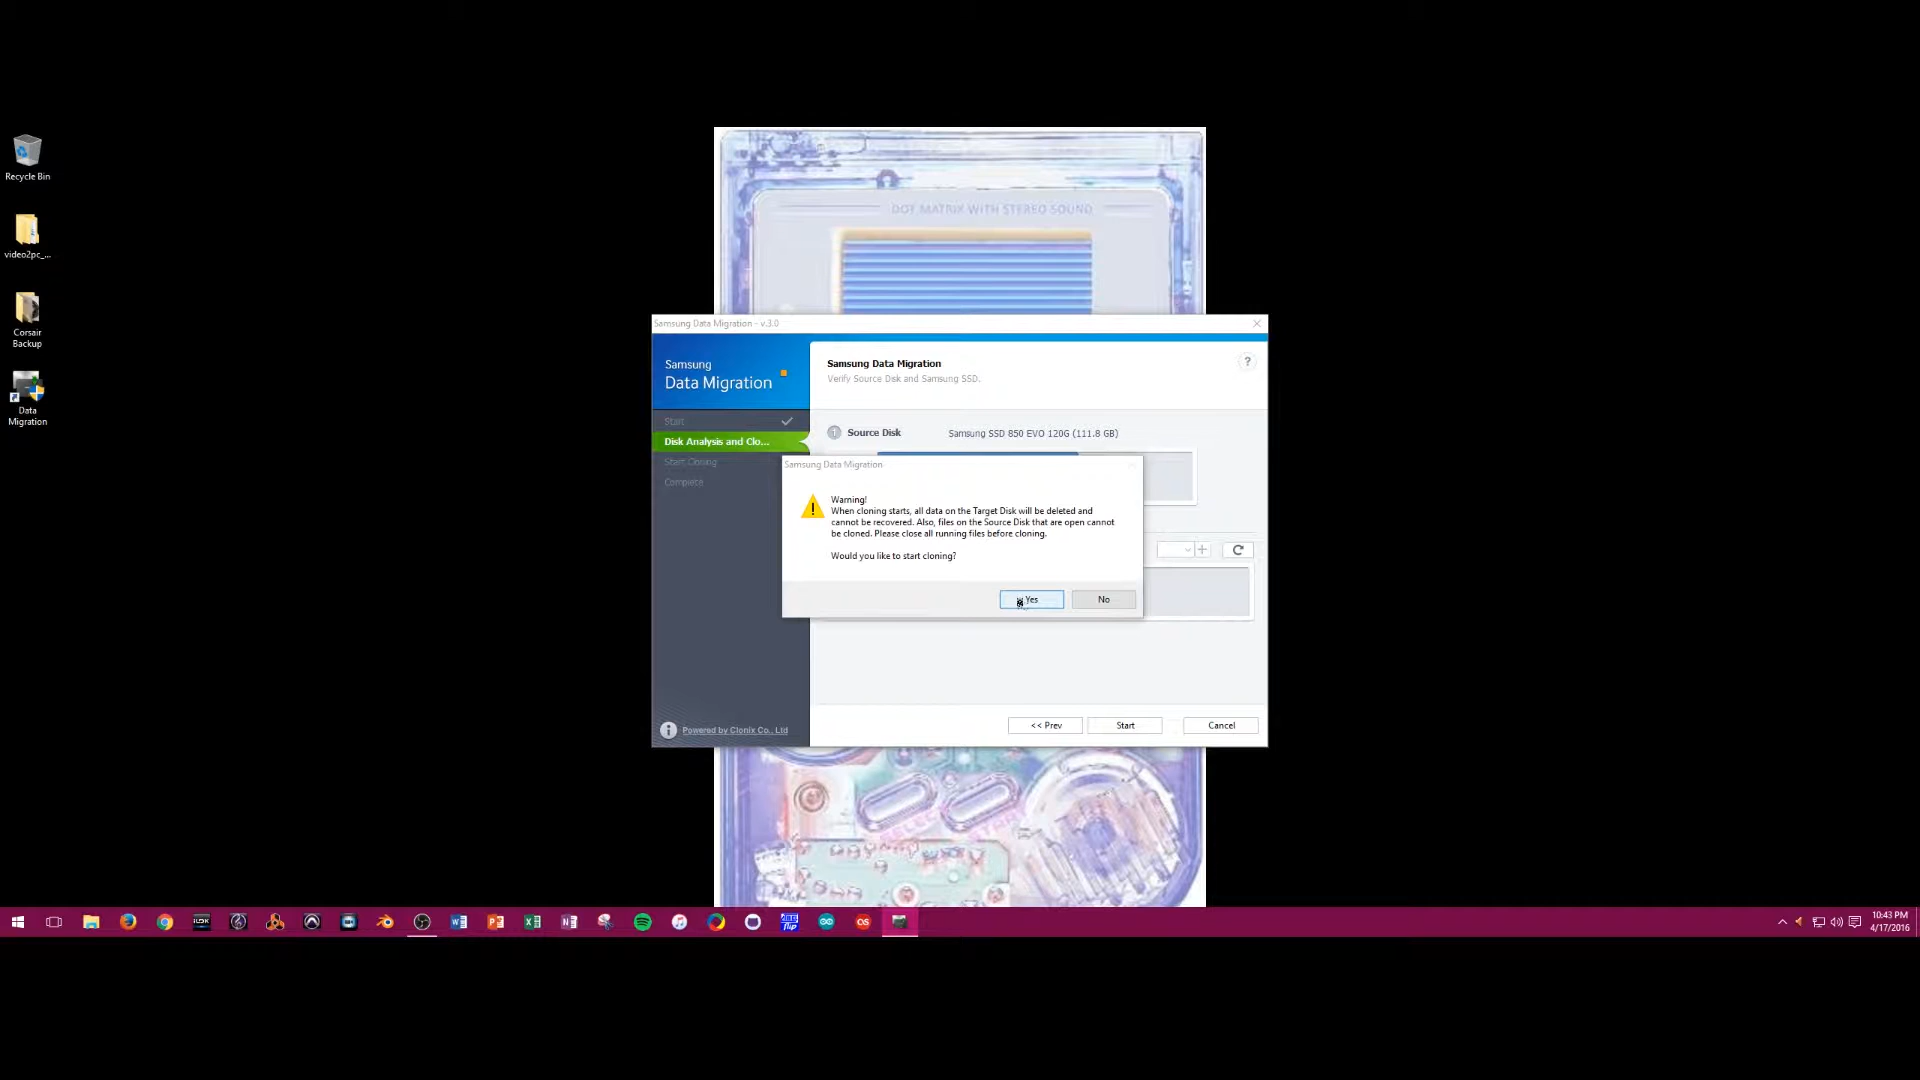 Recycle Bin
video2pc_...
Corsair
Backup
Data
Migration
DOT MATRIX WITH STEREO SOUND
Samsung Data Migration - v.3.0
Samsung
Data Migration
Samsung Data Migration
Verify Source Disk and Samsung SSD.
?
Start
Disk Analysis and Clo...
Start Cloning
Complete
1 Source Disk Samsung SSD 850 EVO 120G (111.8 GB)
Samsung Data Migration
Warning!
When cloning starts, all data on the Target Disk will be deleted and
cannot be recovered. Also, files on the Source Disk that are open cannot
be cloned. Please close all running files before cloning.
Would you like to start cloning?
Yes No
Powered by Clonix Co., Ltd
<< Prev Start Cancel
10:43 PM
4/17/2016